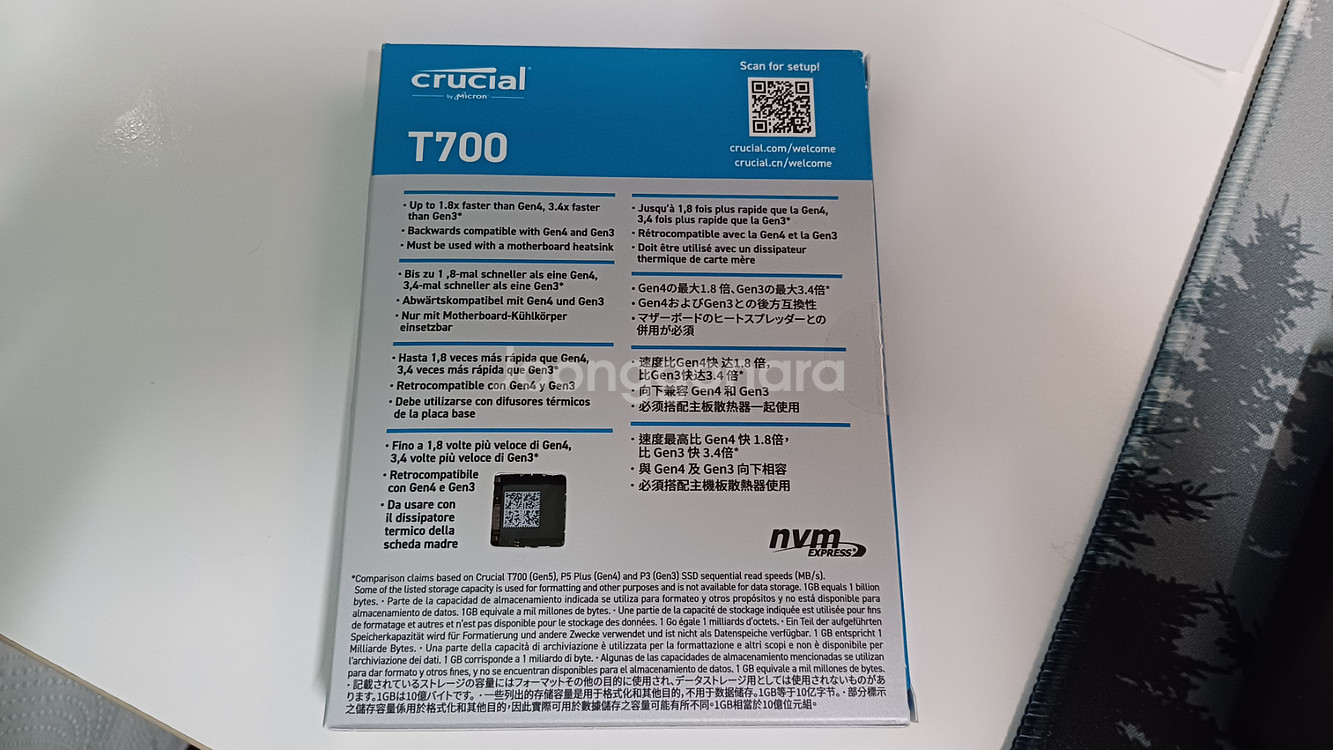 crucial
by Micron
T700
Scan for setup!
crucial.com/welcome
crucial.cn/welcome
· Up to 1.8x faster than Gen4, 3.4x faster
than Gen3*
· Backwards compatible with Gen4 and Gen3
· Must be used with a motherboard heatsink
· Bis zu 1 ,8-mal schneller als eine Gen4,
3,4-mal schneller als eine Gen3*
· Abwärtskompatibel mit Gen4 und Gen3
· Nur mit Motherboard-Kühlkörper
einsetzbar
· Hasta 1,8 veces más rápida que Gen4,
3,4 veces más rápida que Gen3*
· Retrocompatible con Gen4 y Gen3
· Debe utilizarse con difusores térmicos
de la placa base
· Fino a 1,8 volte più veloce di Gen4,
3,4 volte più veloce di Gen3*
· Retrocompatibile
con Gen4 e Gen3
· Da usare con
il dissipatore
termico della
scheda madre
· Jusqu'à 1,8 fois plus rapide que la Gen4,
3,4 fois plus rapide que la Gen3*
· Rétrocompatible avec la Gen4 et la Gen3
· Doit être utilisé avec un dissipateur
thermique de carte mère
· Gen4の最大1.8 倍、Gen3の最大3.4倍*
· Gen4およびGen3との後方互換性
· マザーボードのヒートスプレッダーとの
併用が必須
· 速度比Gen4快 达1.8 倍，
比Gen3快达3.4 倍*
· 向下兼容 Gen4 和 Gen3
· 必须搭配主板散热器一起使用
· 速度最高比 Gen4 快 1.8倍，
比 Gen3 快 3.4倍*
· 與 Gen4 及 Gen3 向下相容
· 必須搭配主機板散熱器使用
nvm
EXPRESS
*Comparison claims based on Crucial T700 (Gen5), P5 Plus (Gen4) and P3 (Gen3) SSD sequential read speeds (MB/s).
Some of the listed storage capacity is used for formatting and other purposes and is not available for data storage. 1GB equals 1 billion
bytes. · Parte de la capacidad de almacenamiento indicada se utiliza para formateo y otros propósitos y no está disponible para
almacenamiento de datos. 1GB equivale a mil millones de bytes. · Une partie de la capacité de stockage indiquée est utilisée pour fins
de formatage et autres et n'est pas disponible pour le stockage des données. 1 Go égale 1 milliards d'octets. · Ein Teil der aufgeführten
Speicherkapazität wird für Formatierung und andere Zwecke verwendet und ist nicht als Datenspeiche verfügbar. 1 GB entspricht 1
Milliarde Bytes. · Una parte della capacità di archiviazione è utilizzata per la formattazione e altri scopi e non è disponibile per
l'archiviazione dei dati. 1 GB corrisponde a 1 miliardo di byte. · Algunas de las capacidades de almacenamiento mencionadas se utilizan
para dar formato y otros fines, y no se encuentran disponibles para el almacenamiento de datos. 1 GB equivale a mil millones de bytes.
· 記載されているストレージの容量にはフォーマットその他の目的に使用され、データストレージ用としては使用されないものがあ
ります。1GBは10億バイトです。· 一些列出的存储容量是用于格式化和其他目的，不用于数据储存。1GB等于10亿字节。· 部分標示
之儲存容量係用於格式化和其他目的，因此實際可用於數據儲存之容量可能有所不同。1GB相當於10億位元組。